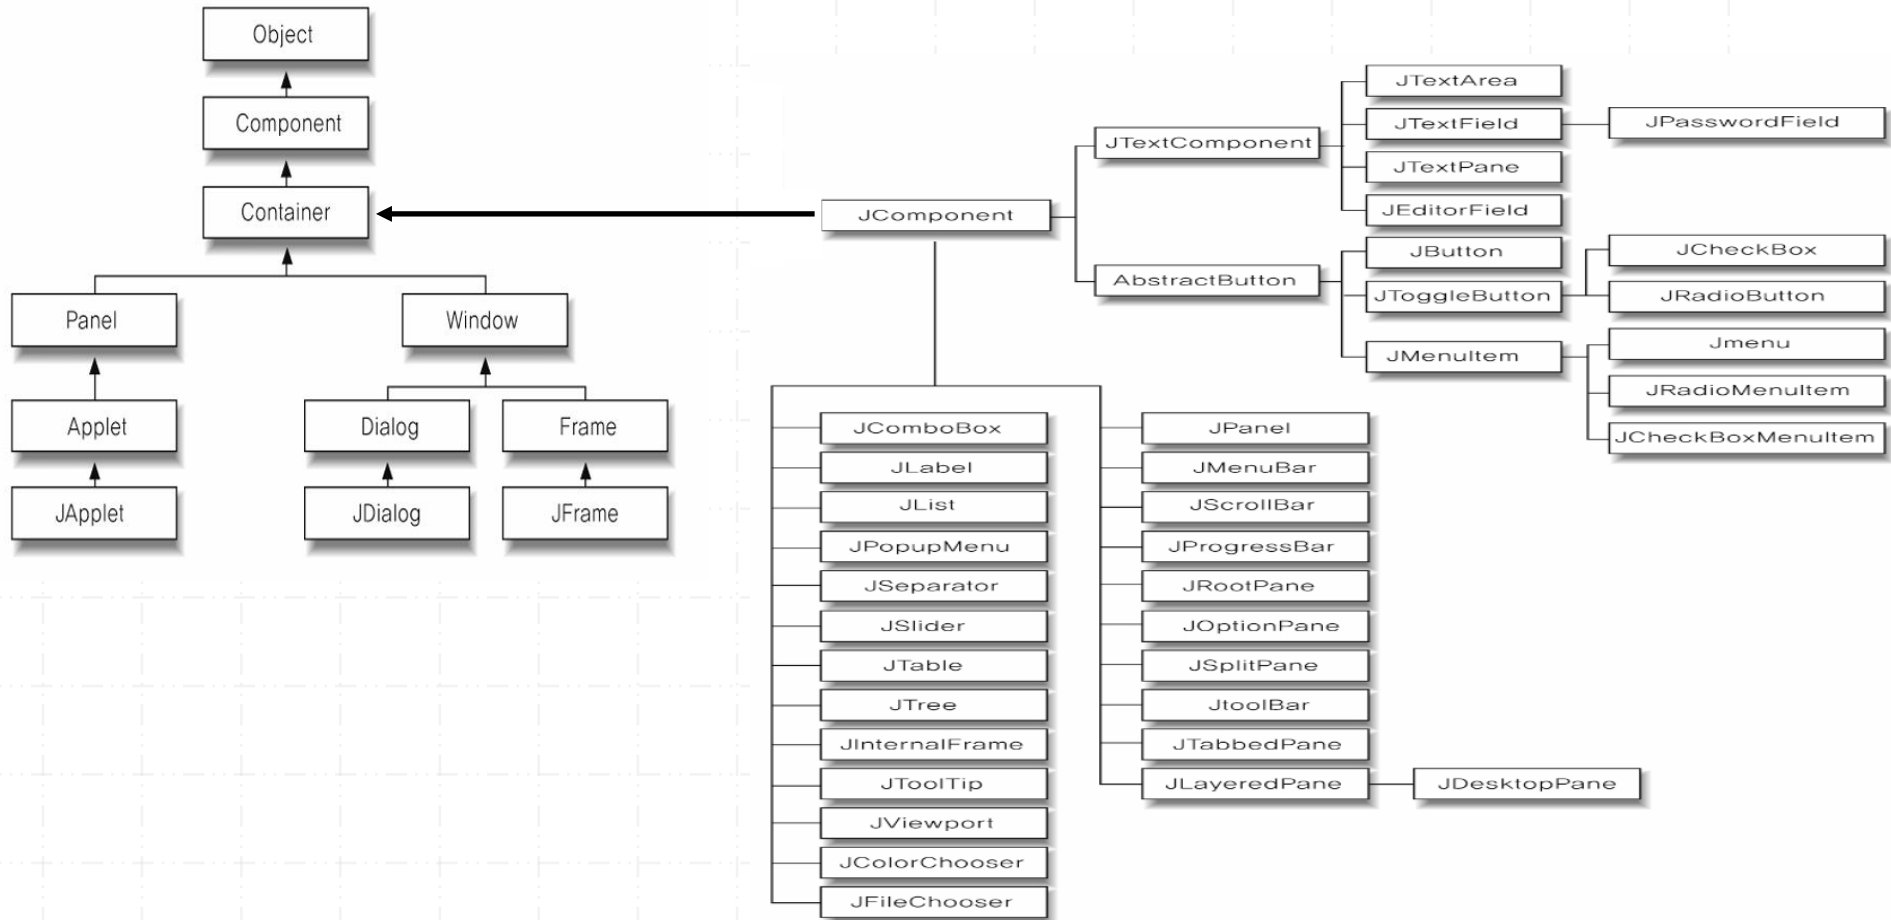 Object
Component
Container
Panel
Window
Applet
Dialog
Frame
JApplet
JDialog
JFrame
JComponent
JTextComponent
AbstractButton
JTextArea
JTextField
JPasswordField
JTextPane
JEditorField
JButton
JToggleButton
JCheckBox
JRadioButton
JMenuItem
Jmenu
JRadioMenuItem
JCheckBoxMenuItem
JComboBox
JLabel
JList
JPopupMenu
JSeparator
JSlider
JTable
JTree
JInternalFrame
JToolTip
JViewport
JColorChooser
JFileChooser
JPanel
JMenuBar
JScrollBar
JProgressBar
JRootPane
JOptionPane
JSplitPane
JtoolBar
JTabbedPane
JLayeredPane
JDesktopPane